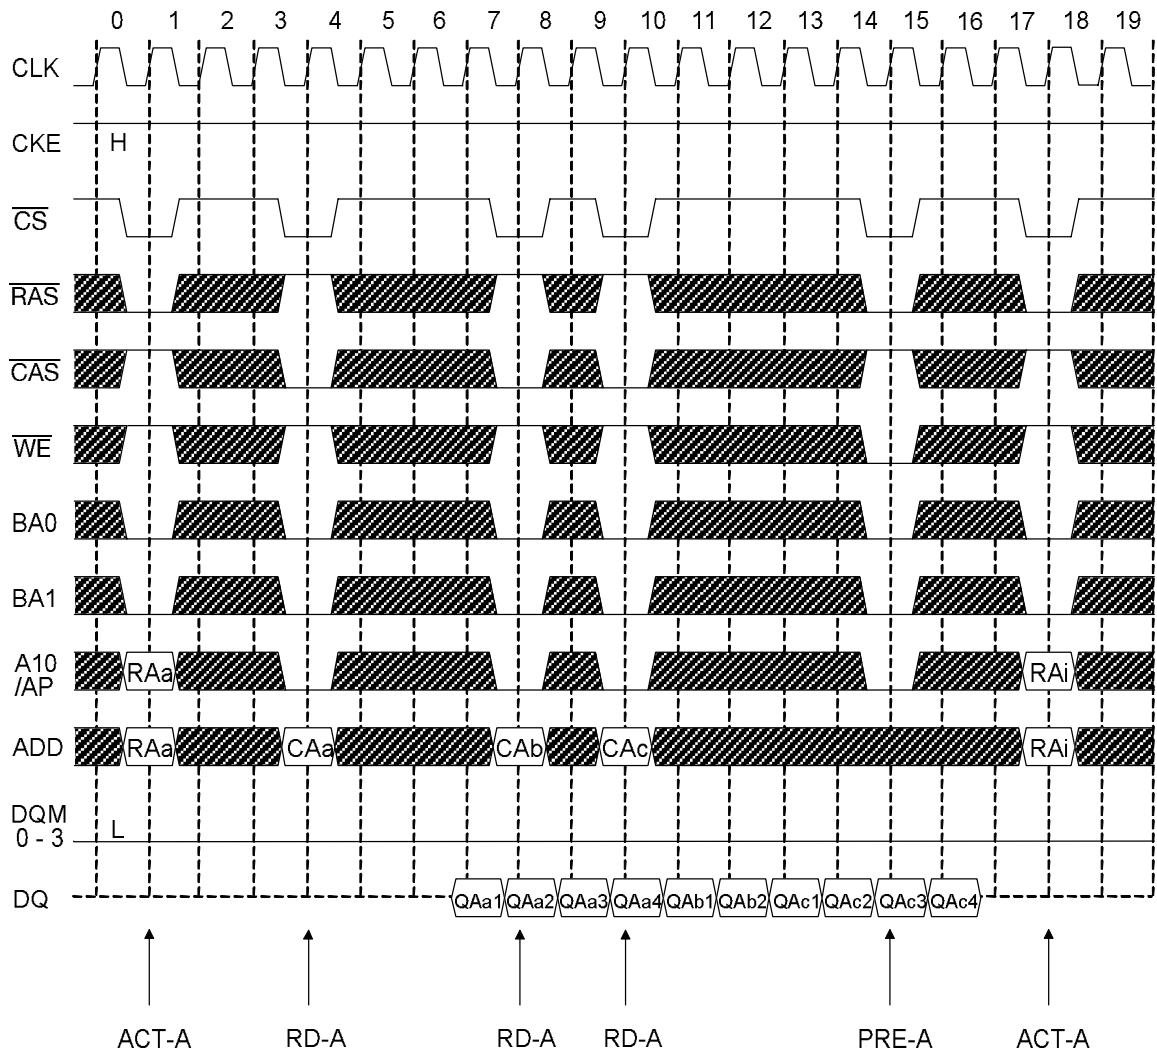 0 1 2 3 4 5 6 7 8 9 10 11 12 13 14 15 16 17 18 19
CLK
CKE H
CS
RAS
CAS
WE
BA0
BA1
A10
/AP RAa RAi
ADD RAa CAa CAb CAc RAi
DQM
0 - 3 L
DQ QAa1 QAa2 QAa3 QAa4 QAb1 QAb2 QAc1 QAc2 QAc3 QAc4
ACT-A RD-A RD-A RD-A PRE-A ACT-A